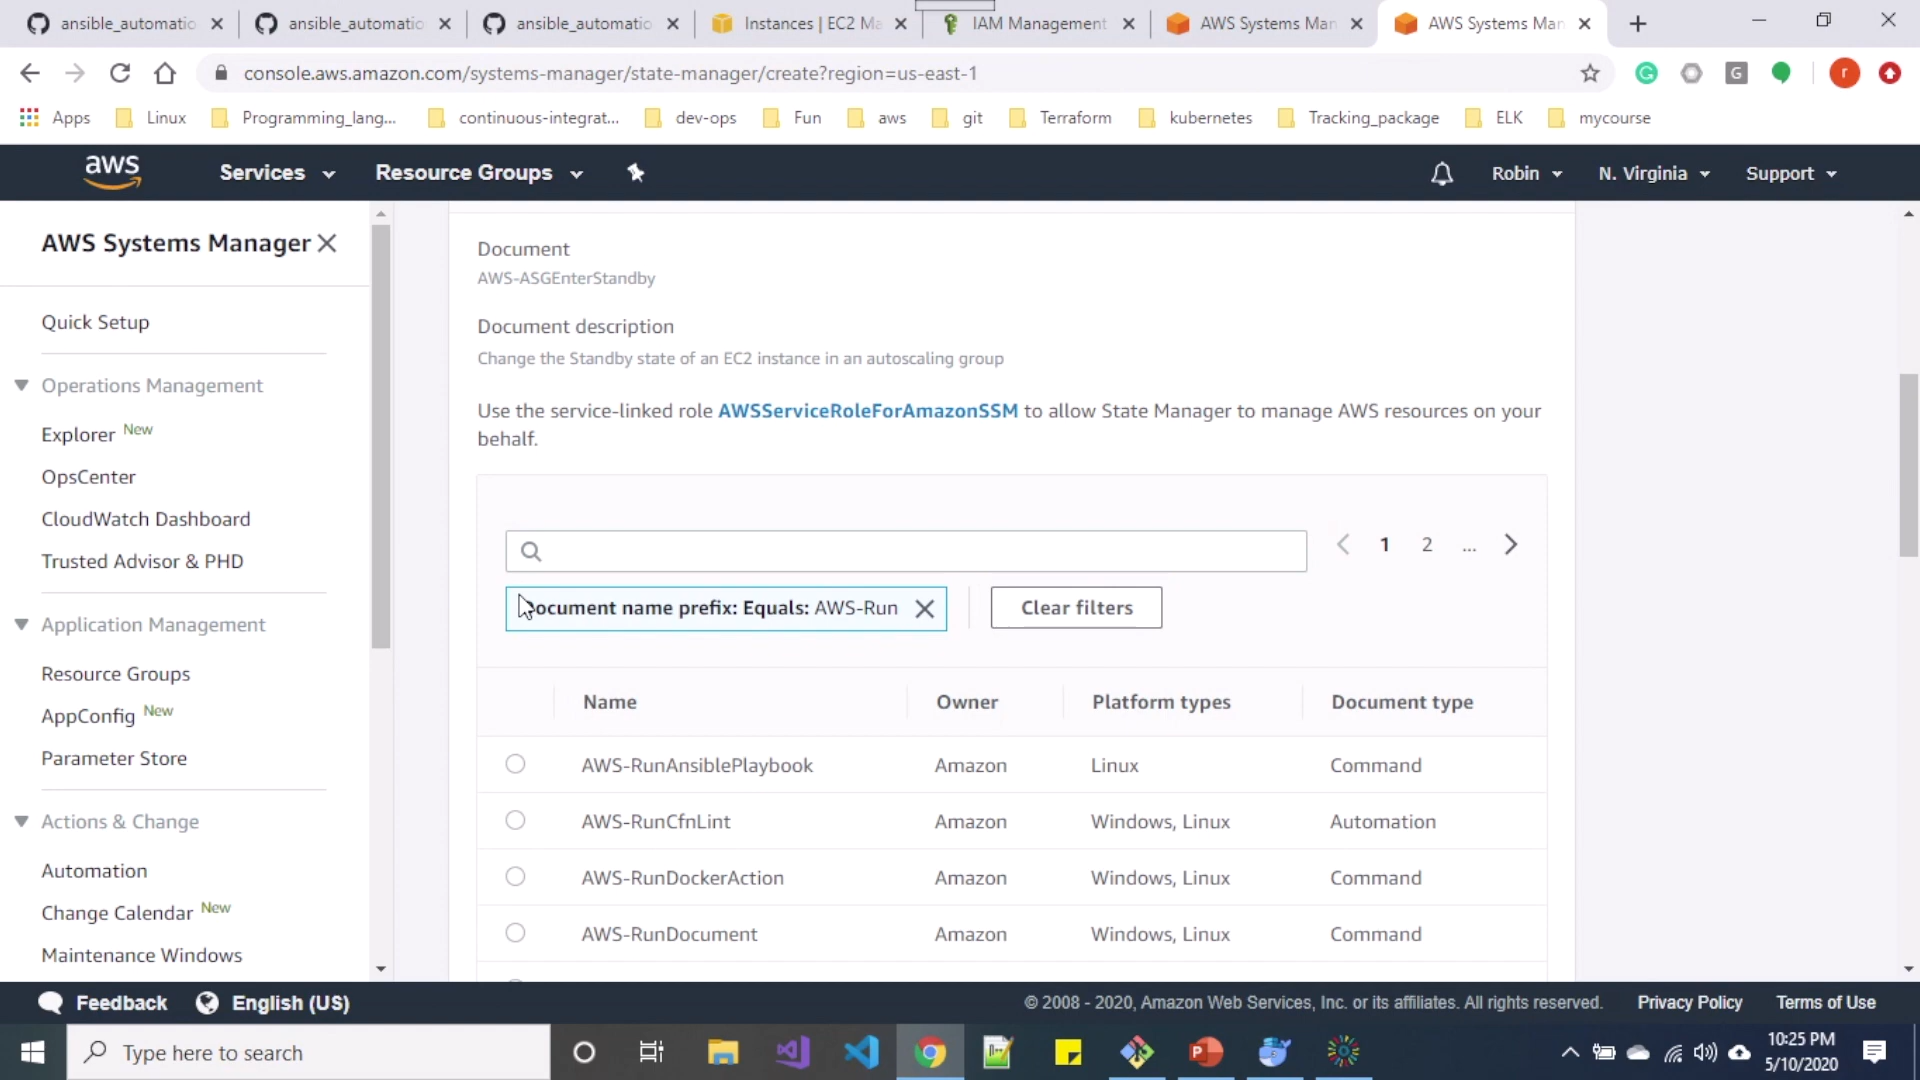 ansible_automatio
ansible_automatio
ansible_automatio
Instances | EC2 Ma
IAM Management
AWS Systems Man
AWS Systems Man
console.aws.amazon.com/systems-manager/state-manager/create?region=us-east-1
G
r
Apps
Linux
Programming_lang...
continuous-integrat...
dev-ops
Fun
aws
git
Terraform
kubernetes
Tracking_package
ELK
mycourse
aws
Services
Resource Groups
Robin
N. Virginia
Support
AWS Systems Manager
Quick Setup
Operations Management
Explorer New
OpsCenter
CloudWatch Dashboard
Trusted Advisor & PHD
Application Management
Resource Groups
AppConfig New
Parameter Store
Actions & Change
Automation
Change Calendar New
Maintenance Windows
Document
AWS-ASGEnterStandby
Document description
Change the Standby state of an EC2 instance in an autoscaling group
Use the service-linked role AWSServiceRoleForAmazonSSM to allow State Manager to manage AWS resources on your
behalf.
1 2 ...
Document name prefix: Equals: AWS-Run
Clear filters
Name Owner Platform types Document type
AWS-RunAnsiblePlaybook Amazon Linux Command
AWS-RunCfnLint Amazon Windows, Linux Automation
AWS-RunDockerAction Amazon Windows, Linux Command
AWS-RunDocument Amazon Windows, Linux Command
Feedback
English (US)
© 2008 - 2020, Amazon Web Services, Inc. or its affiliates. All rights reserved.
Privacy Policy
Terms of Use
Type here to search
10:25 PM
5/10/2020